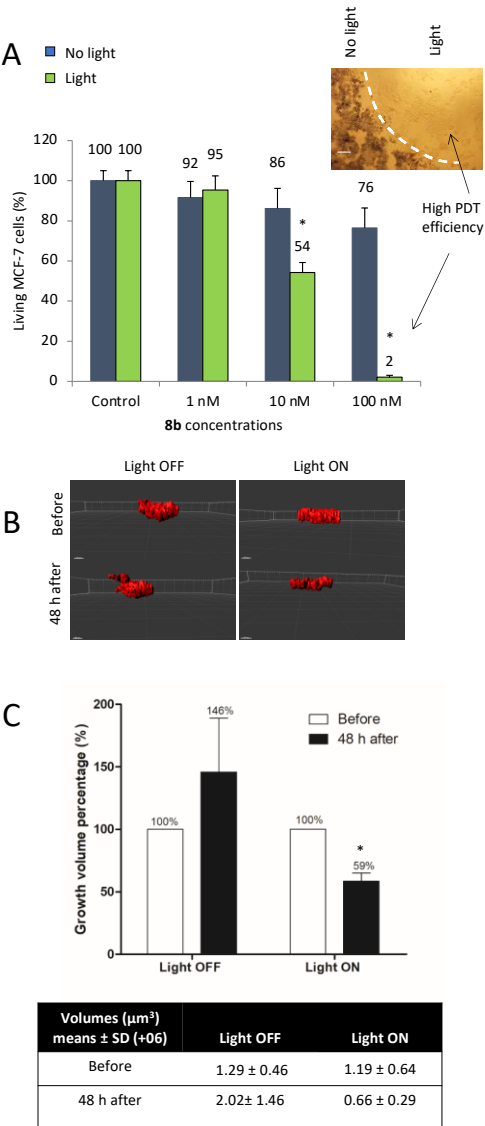 A
No light
Light
No light
Light
120
100
80
60
40
20
0
Living MCF-7 cells (%)
100
100
92
95
86
*
54
76
*
2
High PDT
efficiency
Control
1 nM
10 nM
100 nM
8b concentrations
B
Light OFF
Light ON
Before
48 h after
C
200
150
100
50
0
Growth volume percentage (%)
Before
48 h after
100%
146%
100%
*
59%
Light OFF
Light ON
Volumes (µm³)
means ± SD (+06)
Light OFF
Light ON
Before
1.29 ± 0.46
1.19 ± 0.64
48 h after
2.02± 1.46
0.66 ± 0.29